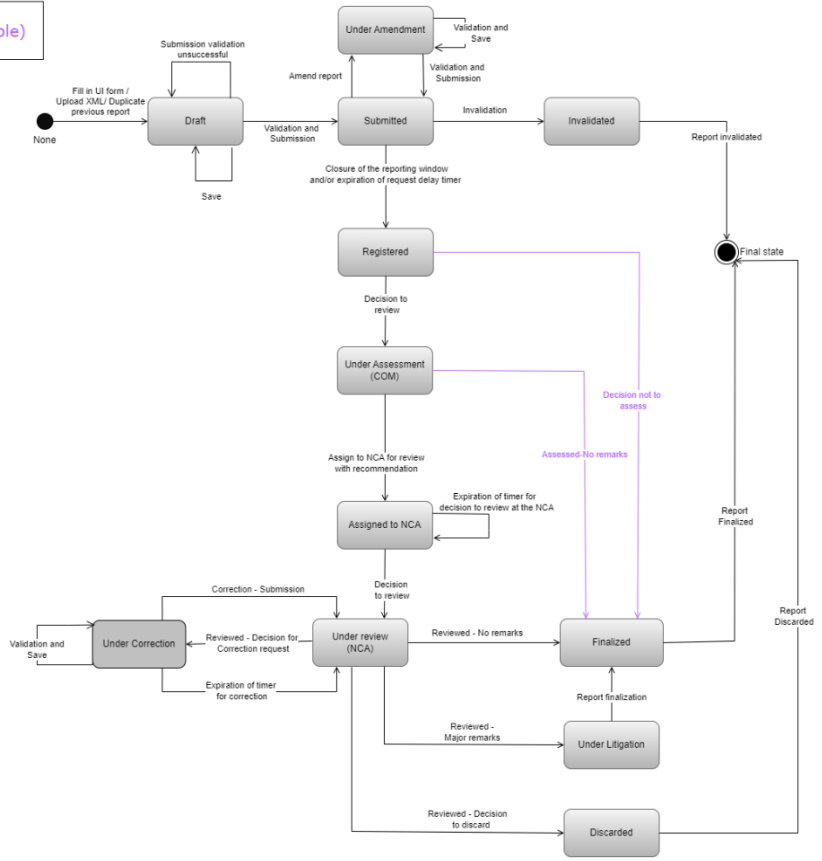 ble)
Under Amendment
Validation and
Save
Submission validation
unsuccessful
Validation and
Submission
Amend report
Fill in UI form /
Upload XML/ Duplicate
previous report
None
Draft
Validation and
Submission
Submitted
Invalidation
Invalidated
Report invalidated
Save
Closure of the reporting window
and/or expiration of request delay timer
Registered
Final state
Decision to
review
Under Assessment
(COM)
Decision not to
assess
Assign to NCA for review
with recommendation
Assessed-No remarks
Expiration of timer for
decision to review at the NCA
Assigned to NCA
Report
Finalized
Decision
to review
Correction - Submission
Report
Discarded
Validation and
Save
Under Correction
Reviewed - Decision for
Correction request
Under review
(NCA)
Reviewed - No remarks
Finalized
Expiration of timer
for correction
Report finalization
Reviewed -
Major remarks
Under Litigation
Reviewed - Decision
to discard
Discarded